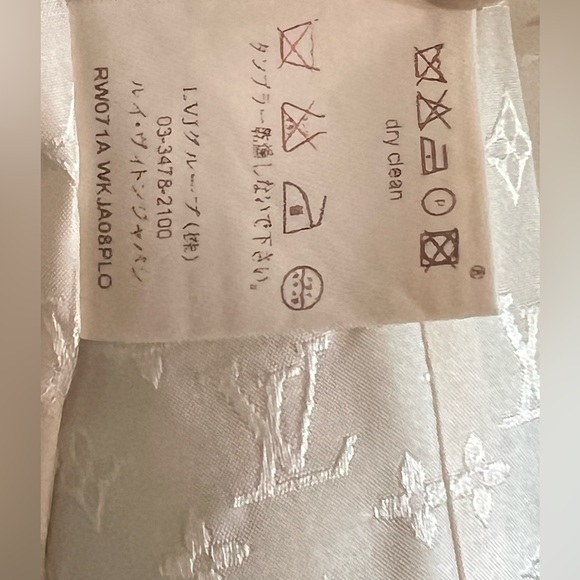 dry clean
タンブラー乾燥しないで下さい。
LVJグループ(株)
03-3478-2100
ルイ・ヴィトンジャパン
RW071A WKJA08PLO